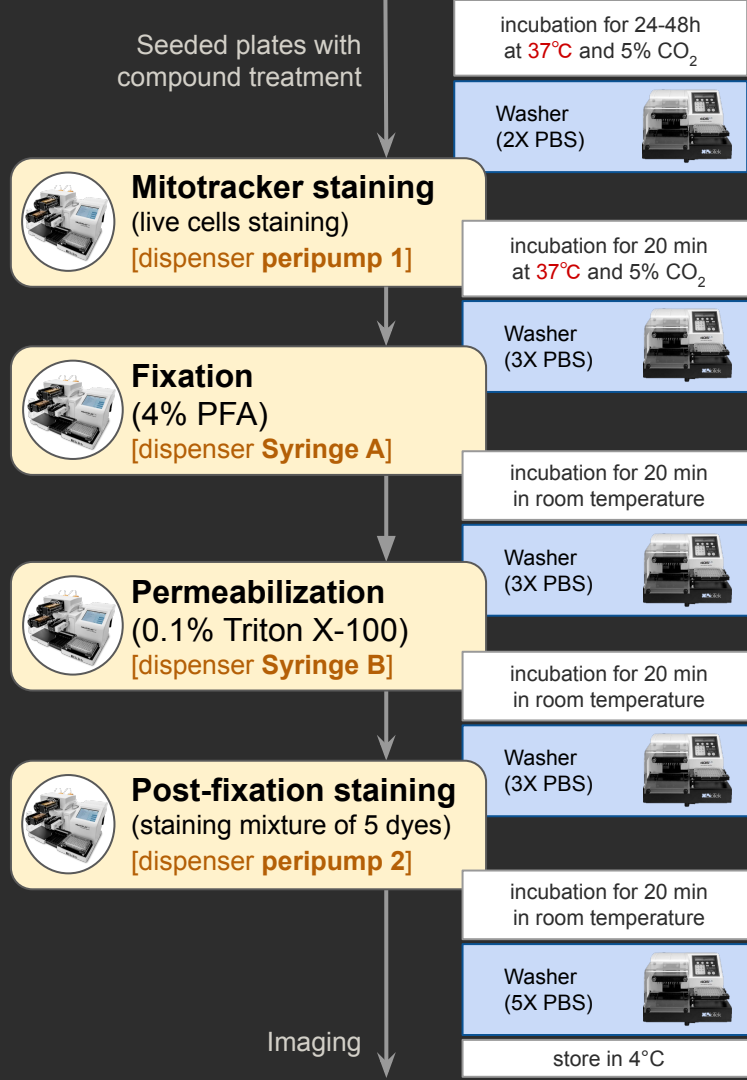 Seeded plates with
compound treatment
incubation for 24-48h
at 37°C and 5% CO₂
Washer
(2X PBS)
Mitotracker staining
(live cells staining)
[dispenser peripump 1]
incubation for 20 min
at 37°C and 5% CO₂
Washer
(3X PBS)
Fixation
(4% PFA)
[dispenser Syringe A]
incubation for 20 min
in room temperature
Washer
(3X PBS)
Permeabilization
(0.1% Triton X-100)
[dispenser Syringe B]
incubation for 20 min
in room temperature
Washer
(3X PBS)
Post-fixation staining
(staining mixture of 5 dyes)
[dispenser peripump 2]
incubation for 20 min
in room temperature
Washer
(5X PBS)
Imaging
store in 4°C